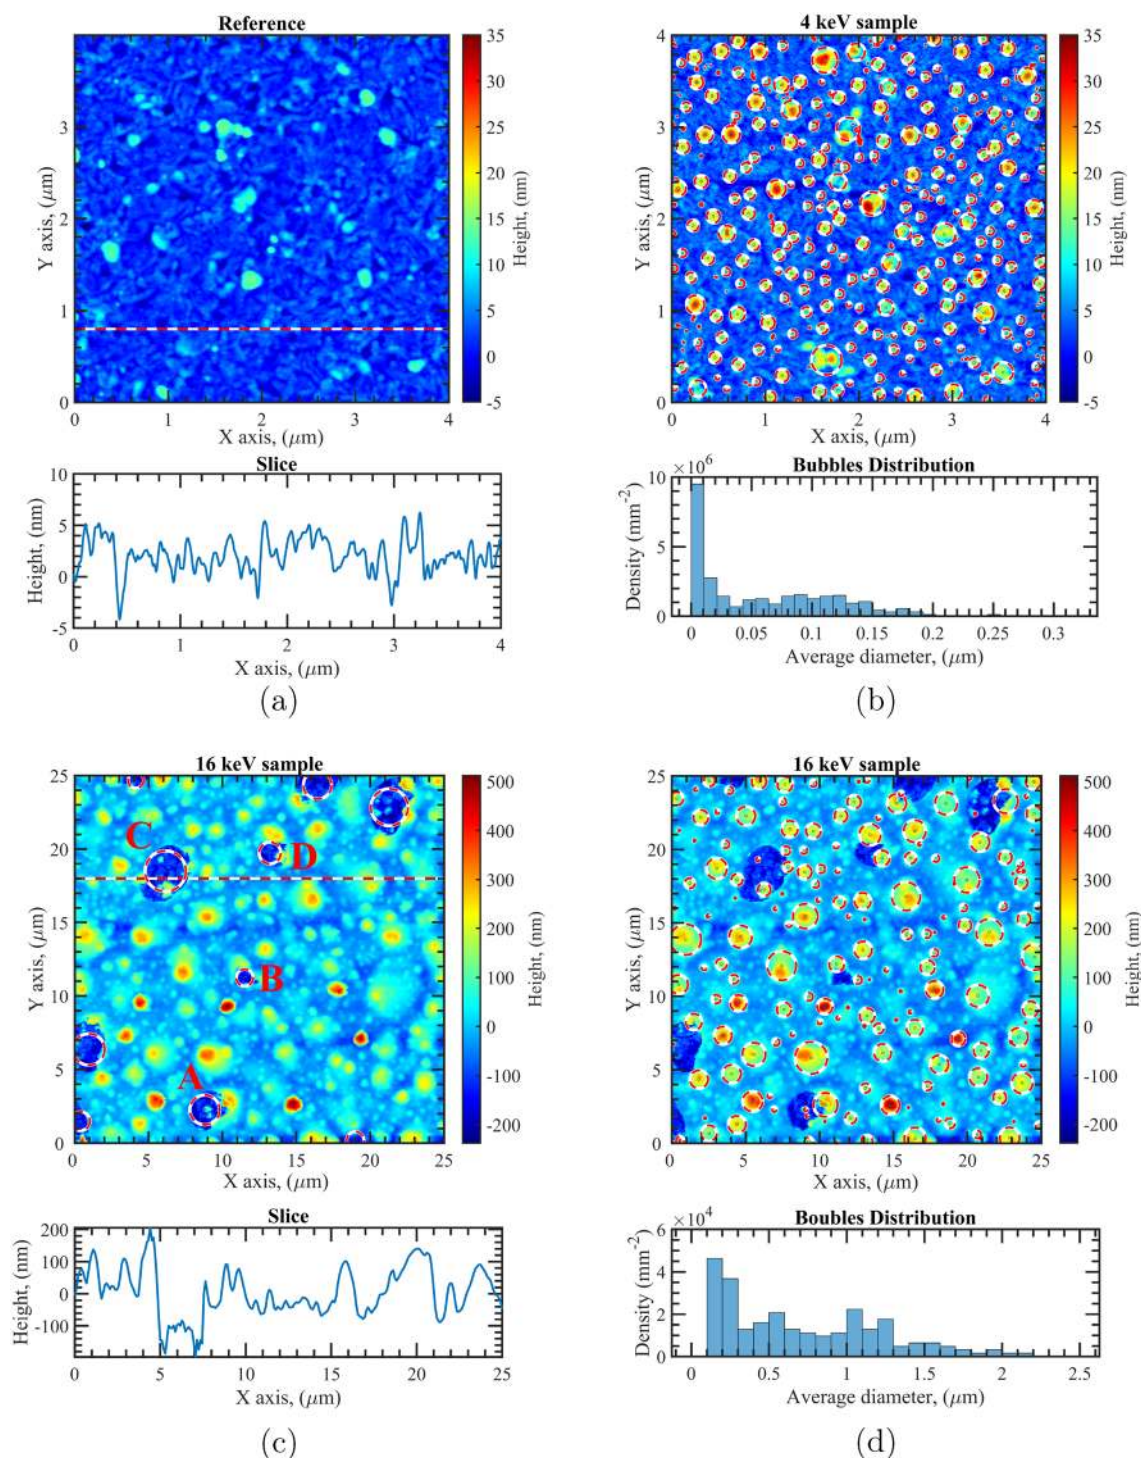 Reference
4 keV sample
35
30
25
20
15
10
5
0
-5
Height, (nm)
Y axis, (μm)
3
2
1
0
0 1 2 3 4
X axis, (μm)
35
30
25
20
15
10
5
0
-5
Height, (nm)
Y axis, (μm)
4
3
2
1
0
0 1 2 3 4
X axis, (μm)
Slice
Height, (nm)
10
5
0
-5
0 1 2 3 4
X axis, (μm)
(a)
Bubbles Distribution
×10⁶
Density (mm⁻²)
10
5
0
0 0.05 0.1 0.15 0.2 0.25 0.3
Average diameter, (μm)
(b)
16 keV sample
Y axis, (μm)
25
20
15
10
5
0
C
D
B
A
0 5 10 15 20 25
X axis, (μm)
500
400
300
200
100
0
-100
-200
Height, (nm)
16 keV sample
Y axis, (μm)
25
20
15
10
5
0
0 5 10 15 20 25
X axis, (μm)
500
400
300
200
100
0
-100
-200
Height, (nm)
Slice
Height, (nm)
200
100
0
-100
0 5 10 15 20 25
X axis, (μm)
(c)
Boubles Distribution
×10⁴
Density (mm⁻²)
6
4
2
0
0 0.5 1 1.5 2 2.5
Average diameter, (μm)
(d)